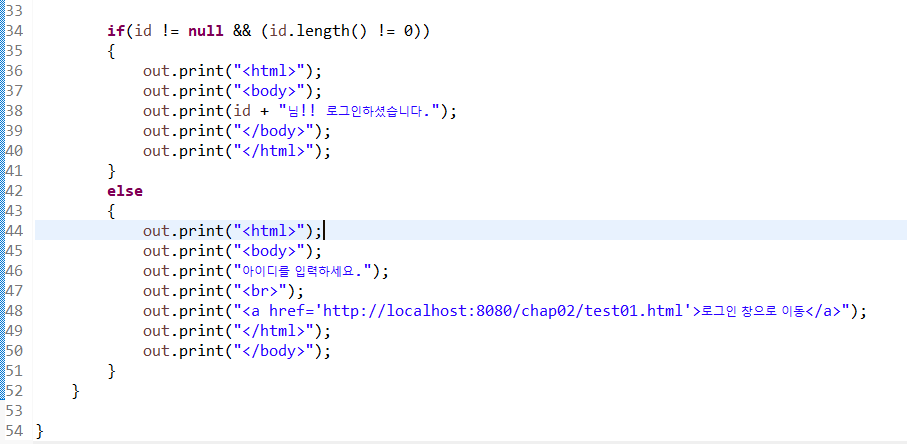 33
34 if(id != null && (id.length() != 0))
35 {
36 out.print("<html>");
37 out.print("<body>");
38 out.print(id + "님!! 로그인하셨습니다.");
39 out.print("</body>");
40 out.print("</html>");
41 }
42 else
43 {
44 out.print("<html>");
45 out.print("<body>");
46 out.print("아이디를 입력하세요.");
47 out.print("<br>");
48 out.print("<a href='http://localhost:8080/chap02/test01.html'>로그인 창으로 이동</a>");
49 out.print("</html>");
50 out.print("</body>");
51 }
52 }
53
54 }